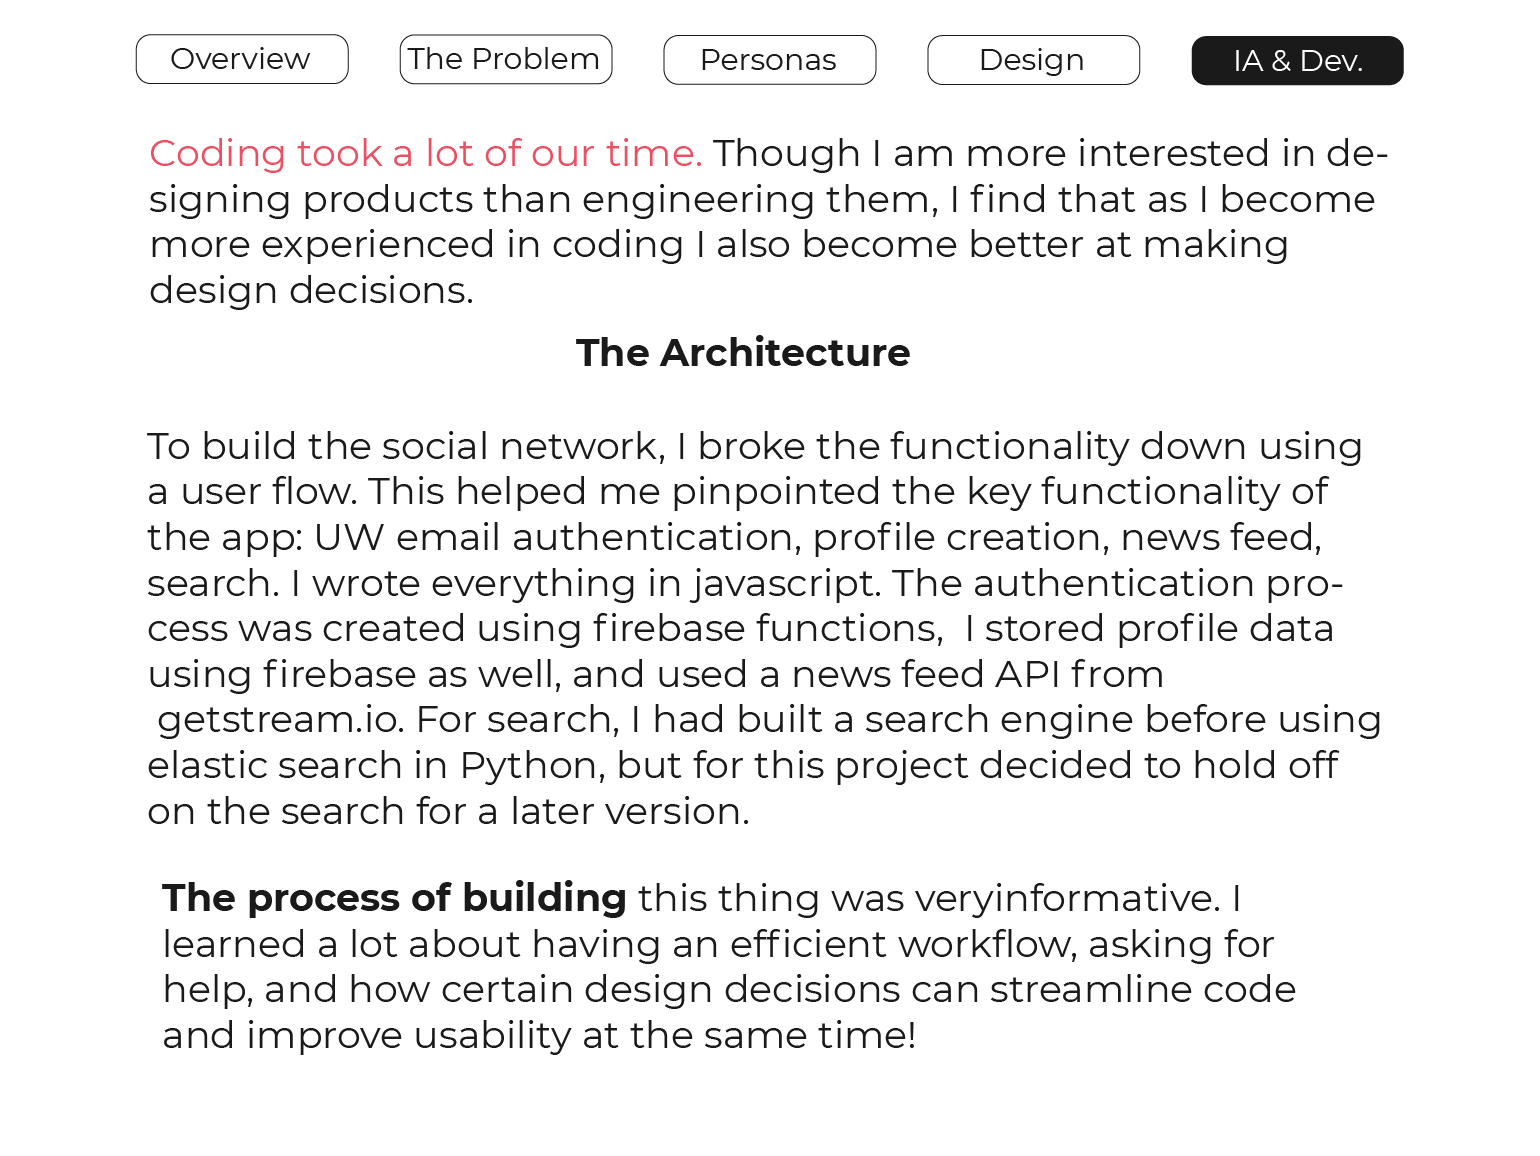 Overview The Problem Personas Design IA & Dev.
Coding took a lot of our time. Though I am more interested in de-
signing products than engineering them, I find that as I become
more experienced in coding I also become better at making
design decisions.
The Architecture
To build the social network, I broke the functionality down using
a user flow. This helped me pinpointed the key functionality of
the app: UW email authentication, profile creation, news feed,
search. I wrote everything in javascript. The authentication pro-
cess was created using firebase functions,  I stored profile data
using firebase as well, and used a news feed API from
getstream.io. For search, I had built a search engine before using
elastic search in Python, but for this project decided to hold off
on the search for a later version.
The process of building this thing was veryinformative. I
learned a lot about having an efficient workflow, asking for
help, and how certain design decisions can streamline code
and improve usability at the same time!